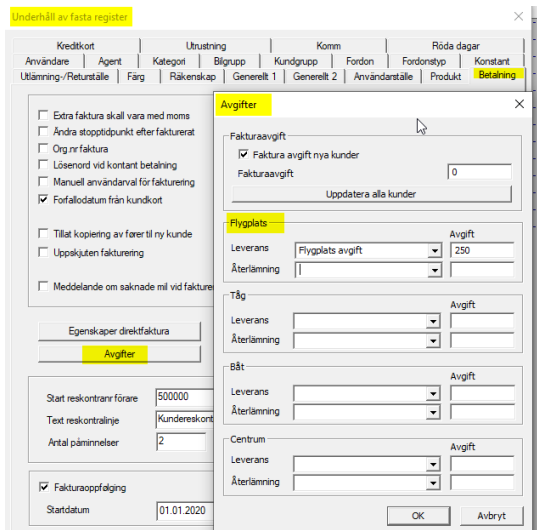 Underhåll av fasta register
Kreditkort Utrustning Komm Röda dagar
Användare Agent Kategori Bilgrupp Kundgrupp Fordon Fordonstyp Konstant
Utlämning-/Returställe Färg Räkenskap Generellt 1 Generellt 2 Användarställe Produkt Betalning
Extra faktura skall vara med moms
Ändra stopptidpunkt efter fakturerat
Org.nr faktura
Lösenord vid kontant betalning
Manuell användarval för fakturering
Forfallodatum från kundkort
Tillat kopiering av fører til ny kunde
Uppskjuten fakturering
Meddelande om saknade mil vid fakture
Egenskaper direktfaktura
Avgifter
Start reskontranr förare 500000
Text reskontralinje Kundereskont
Antal påminnelser 2
Fakturaoppfølging
Startdatum 01.01.2020
Avgifter
Fakturaavgift
Faktura avgift nya kunder
Fakturaavgift 0
Uppdatera alla kunder
Flygplats
Avgift
Leverans Flygplats avgift 250
Återlämning
Tåg
Avgift
Leverans
Återlämning
Båt
Avgift
Leverans
Återlämning
Centrum
Avgift
Leverans
Återlämning
OK Avbryt